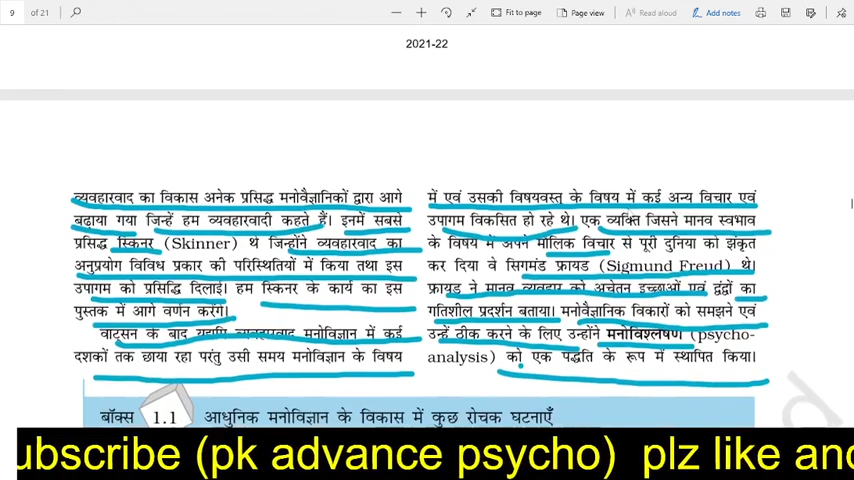 9 of 21 Fit to page Page view Read aloud Add notes
2021-22
व्यवहारवाद का विकास अनेक प्रसिद्ध मनोवैज्ञानिकों द्वारा आगे
बढ़ाया गया जिन्हें हम व्यवहारवादी कहते हैं। इनमें सबसे
प्रसिद्ध स्किनर (Skinner) थे जिन्होंने व्यवहारवाद का
अनुप्रयोग विविध प्रकार की परिस्थितियों में किया तथा इस
उपागम को प्रसिद्धि दिलाई। हम स्किनर के कार्य का इस
पुस्तक में आगे वर्णन करेंगे।
वाट्सन के बाद यद्यपि व्यवहारवाद मनोविज्ञान में कई
दशकों तक छाया रहा परंतु उसी समय मनोविज्ञान के विषय
में एवं उसकी विषयवस्तु के विषय में कई अन्य विचार एवं
उपागम विकसित हो रहे थे। एक व्यक्ति जिसने मानव स्वभाव
के विषय में अपने मौलिक विचार से पूरी दुनिया को झंकृत
कर दिया वे सिगमंड फ्रायड (Sigmund Freud) थे।
फ्रायड ने मानव व्यवहार को अचेतन इच्छाओं एवं द्वंद्वों का
गतिशील प्रदर्शन बताया। मनोवैज्ञानिक विकारों को समझने एवं
उन्हें ठीक करने के लिए उन्होंने मनोविश्लेषण (psycho-
analysis) को एक पद्धति के रूप में स्थापित किया।
बॉक्स 1.1 आधुनिक मनोविज्ञान के विकास में कुछ रोचक घटनाएँ
ubscribe (pk advance psycho) plz like and